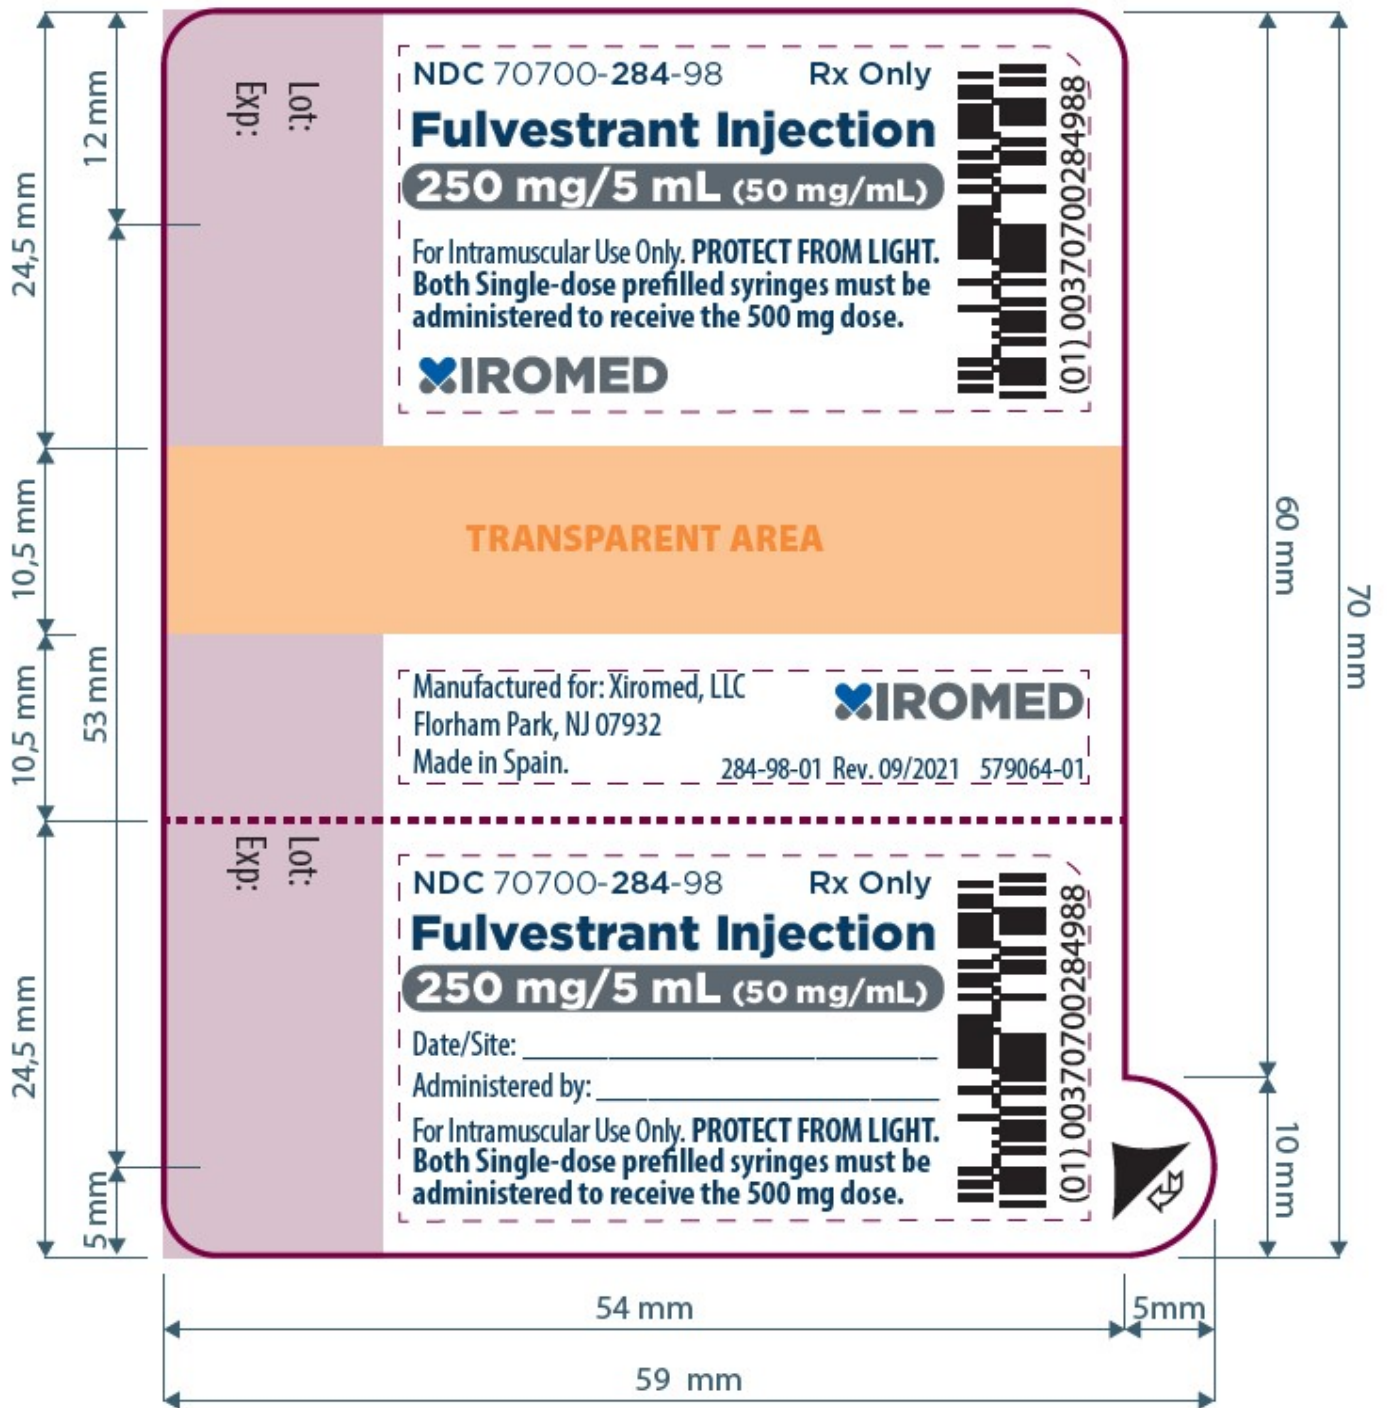 NDC 70700-284-98 Rx Only
Fulvestrant Injection
250 mg/5 mL (50 mg/mL)
For Intramuscular Use Only. PROTECT FROM LIGHT.
Both Single-dose prefilled syringes must be
administered to receive the 500 mg dose.
XIROMED
(01) 00370700284988
Lot:
Exp:
TRANSPARENT AREA
Manufactured for: Xiromed, LLC
Florham Park, NJ 07932
Made in Spain.
XIROMED
284-98-01 Rev. 09/2021 579064-01
Lot:
Exp:
NDC 70700-284-98 Rx Only
Fulvestrant Injection
250 mg/5 mL (50 mg/mL)
Date/Site:
Administered by:
For Intramuscular Use Only. PROTECT FROM LIGHT.
Both Single-dose prefilled syringes must be
administered to receive the 500 mg dose.
(01) 00370700284988
24,5 mm
10,5 mm
10,5 mm
24,5 mm
12 mm
53 mm
5 mm
60 mm
10 mm
70 mm
54 mm
5mm
59 mm